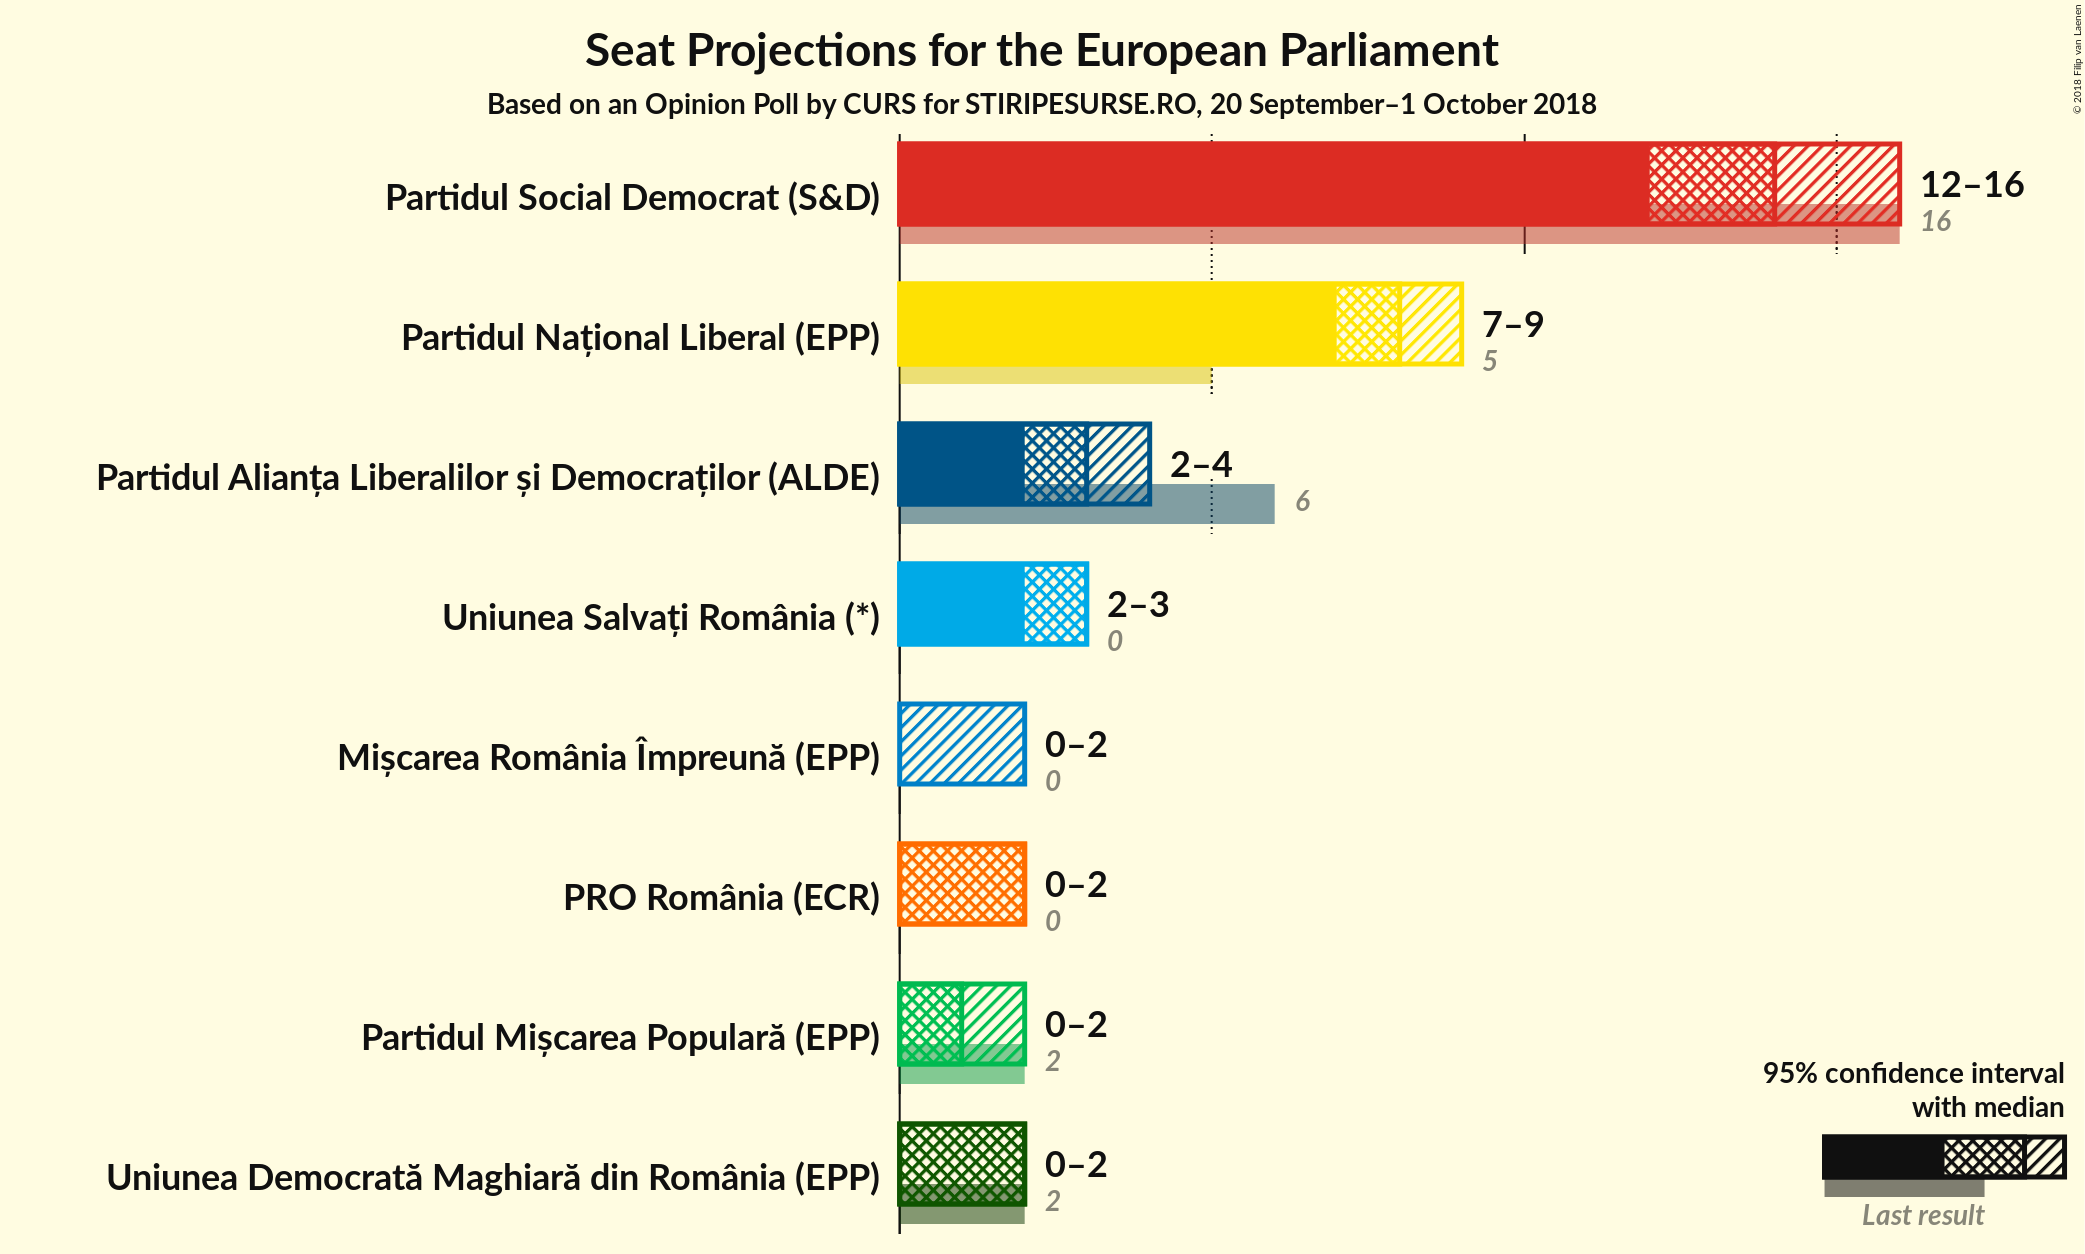 Seat Projections for the European Parliament
Based on an Opinion Poll by CURS for STIRIPESURSE.RO, 20 September–1 October 2018
© 2018 Filip van Laenen
Partidul Social Democrat (S&D)
12–16
16
Partidul Național Liberal (EPP)
7–9
5
Partidul Alianța Liberalilor și Democraților (ALDE)
2–4
6
Uniunea Salvați România (*)
2–3
0
Mișcarea România Împreună (EPP)
0–2
0
PRO România (ECR)
0–2
0
Partidul Mișcarea Populară (EPP)
0–2
2
Uniunea Democrată Maghiară din România (EPP)
0–2
2
95% confidence interval
with median
Last result